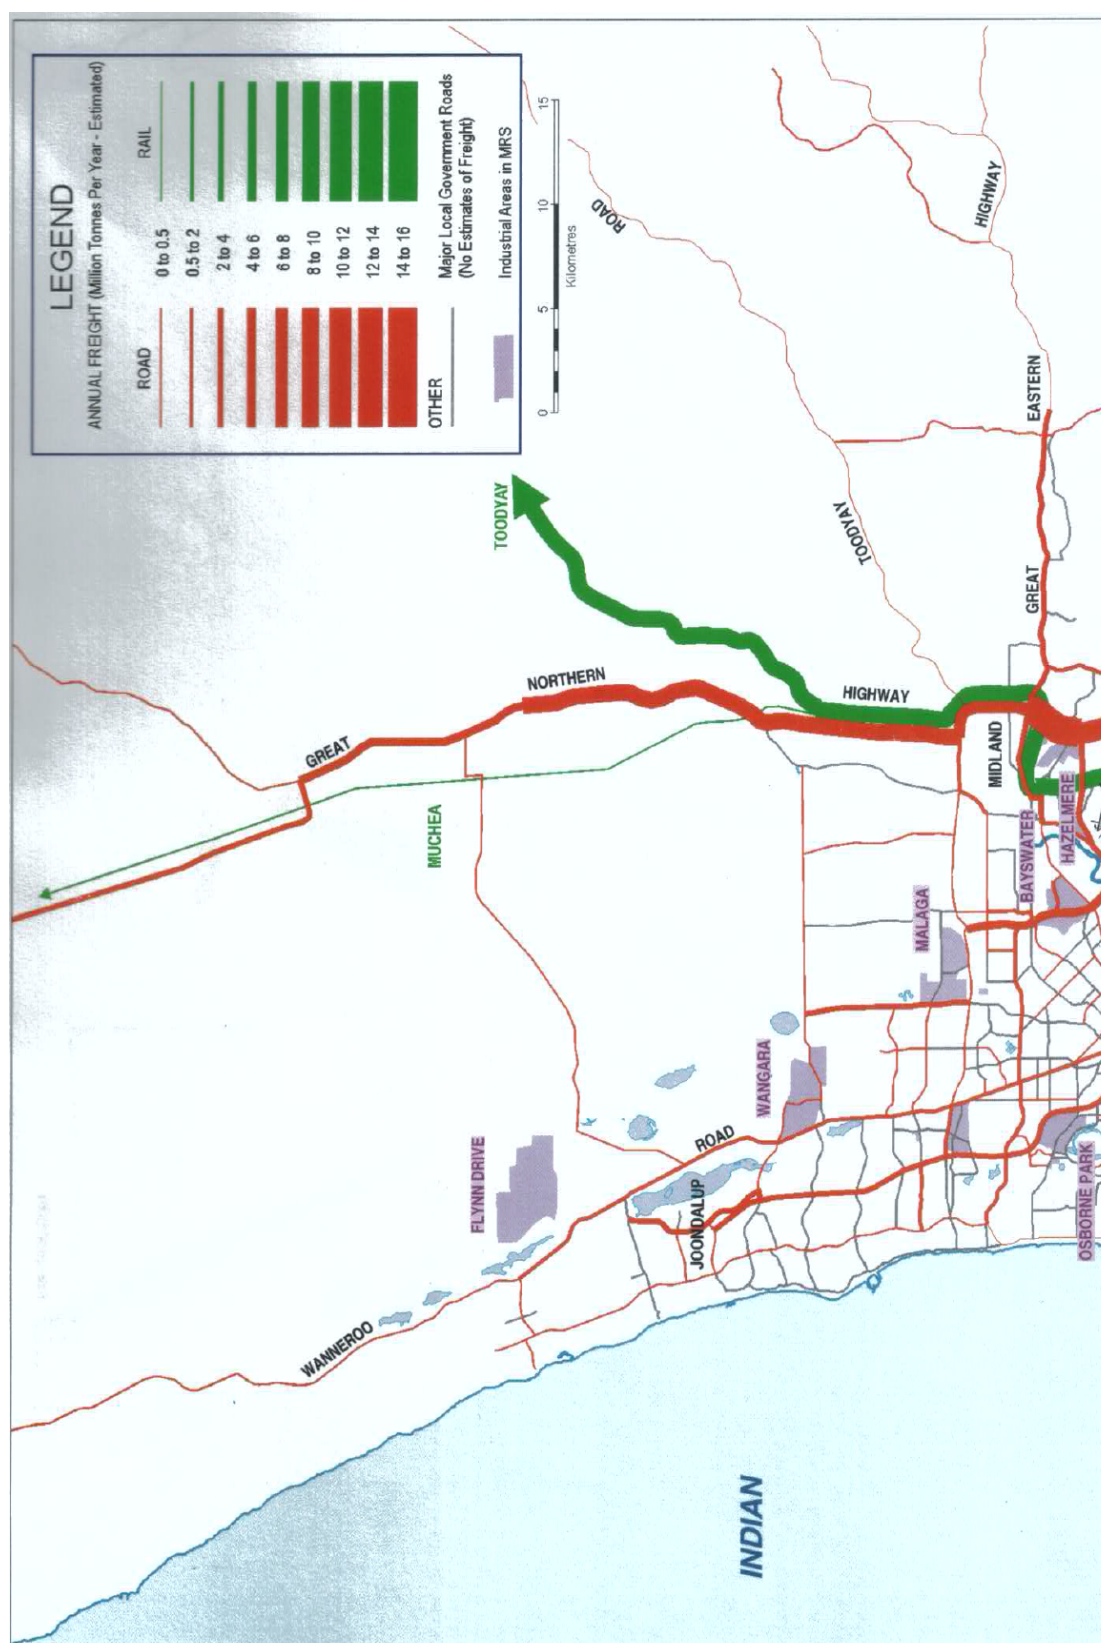 LEGEND
ANNUAL FREIGHT (Million Tonnes Per Year - Estimated)
ROAD
RAIL
0 to 0.5
0.5 to 2
2 to 4
4 to 6
6 to 8
8 to 10
10 to 12
12 to 14
14 to 16
OTHER
Major Local Government Roads
(No Estimates of Freight)
Industrial Areas in MRS
0
5
10
15
Kilometres
ROAD
HIGHWAY
EASTERN
TOODYAY
TOODYAY
GREAT
NORTHERN
HIGHWAY
GREAT
MIDLAND
MUCHEA
HAZELMERE
BAYSWATER
MALAGA
WANGARA
ROAD
FLYNN DRIVE
JOONDALUP
OSBORNE PARK
WANNEROO
INDIAN